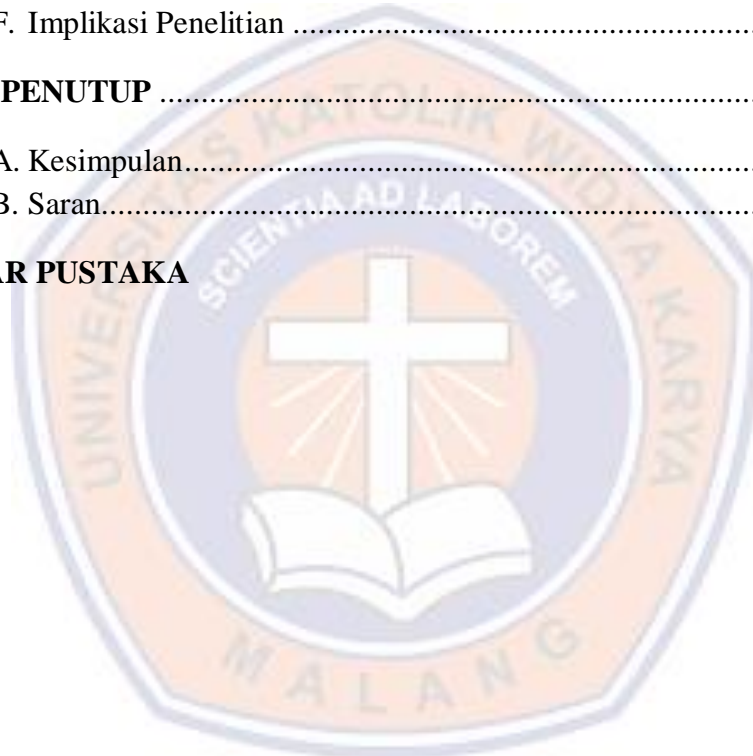 F. Implikasi Penelitian ..........................................................
PENUTUP ..............................................................................
A. Kesimpulan........................................................................
B. Saran...................................................................................
AR PUSTAKA
UNIVERSITAS KATOLIK WIDYA KARYA
SCIENTIA AD LABOREM
MALANG